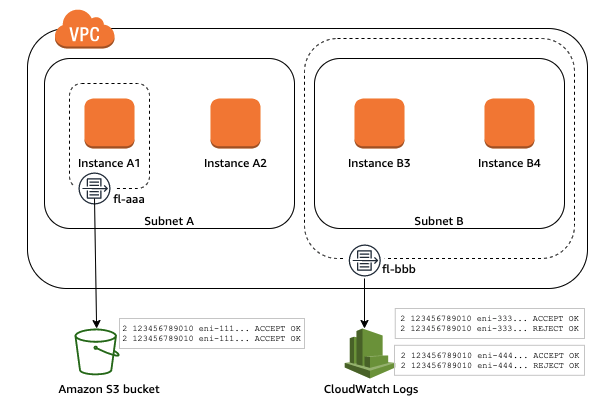 VPC
Instance A1
Instance A2
Instance B3
Instance B4
fl-aaa
Subnet A
Subnet B
fl-bbb
2 123456789010 eni-111... ACCEPT OK
2 123456789010 eni-111... ACCEPT OK
2 123456789010 eni-333... ACCEPT OK
2 123456789010 eni-333... REJECT OK
2 123456789010 eni-444... ACCEPT OK
2 123456789010 eni-444... REJECT OK
Amazon S3 bucket
CloudWatch Logs